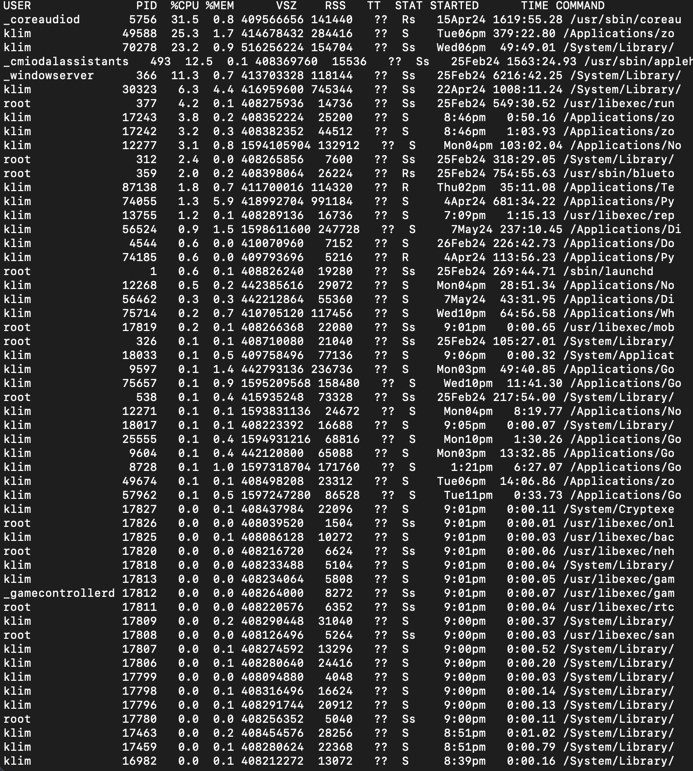 USER PID %CPU %MEM VSZ RSS TT STAT STARTED TIME COMMAND
_coreaudiod 5756 31.5 1.0 409566656 141440 ?? Rs 15Apr24 1619:55.28 /usr/sbin/coreau
klim 49588 25.3 1.7 414678432 284416 ?? S Tue06pm 379:22.80 /Applications/zo
klim 70278 23.2 0.9 516256224 154704 ?? Ss Wed06pm 49:49.01 /System/Library/
_cmiodalassistants 493 12.5 0.1 408369760 15536 ?? Ss 25Feb24 1563:24.93 /usr/sbin/appleh
_windowserver 366 11.3 0.7 413703328 118144 ?? Ss 25Feb24 6216:42.25 /System/Library/
klim 30323 6.3 4.4 416959600 745344 ?? Ss 22Apr24 1008:11.24 /System/Library/
root 377 4.2 0.1 408275936 14736 ?? Ss 25Feb24 549:30.52 /usr/libexec/run
klim 17243 3.8 0.2 408352224 25200 ?? S 8:46pm 0:50.16 /Applications/zo
klim 17242 3.2 0.3 408382352 44512 ?? S 8:46pm 1:03.93 /Applications/zo
klim 12277 3.1 0.8 1594105904 132912 ?? S Mon04pm 103:02.04 /Applications/No
root 312 2.4 0.0 408265856 7600 ?? Ss 25Feb24 318:29.05 /System/Library/
root 359 2.0 0.2 408398064 26224 ?? Rs 25Feb24 754:55.63 /usr/sbin/blueto
klim 87138 1.8 0.7 411700016 114320 ?? R Thu02pm 35:11.08 /Applications/Te
klim 74055 1.3 5.9 418992704 991184 ?? S 4Apr24 681:34.22 /Applications/Py
klim 13755 1.2 0.1 408289136 16736 ?? S 7:09pm 1:15.13 /usr/libexec/rep
klim 56524 0.9 1.5 1598611600 247728 ?? S 7May24 237:10.45 /Applications/Di
klim 4544 0.6 0.0 410070960 7152 ?? S 26Feb24 226:42.73 /Applications/Do
klim 74185 0.6 0.0 409793696 5216 ?? R 4Apr24 113:56.23 /Applications/Py
root 1 0.6 0.1 408826240 19280 ?? Ss 25Feb24 269:44.71 /sbin/launchd
klim 12268 0.5 0.2 442385616 29072 ?? S Mon04pm 28:51.34 /Applications/No
klim 56462 0.3 0.3 442212864 55360 ?? S 7May24 43:31.95 /Applications/Di
klim 75714 0.2 0.7 410705120 117456 ?? S Wed10pm 64:56.58 /Applications/Wh
root 17819 0.2 0.1 408266368 22080 ?? Ss 9:01pm 0:00.65 /usr/libexec/mob
root 326 0.1 0.1 408710080 21040 ?? Ss 25Feb24 105:27.01 /System/Library/
klim 18033 0.1 0.5 409758496 77136 ?? S 9:06pm 0:00.32 /System/Applicat
klim 9597 0.1 1.4 442793136 236736 ?? S Mon03pm 49:40.85 /Applications/Go
klim 75657 0.1 0.9 1595209568 158480 ?? S Wed10pm 11:41.30 /Applications/Go
root 538 0.1 0.4 415935248 73328 ?? Ss 25Feb24 217:54.00 /System/Library/
klim 12271 0.1 0.1 1593831136 24672 ?? S Mon04pm 8:19.77 /Applications/No
klim 18017 0.1 0.1 408223392 16688 ?? S 9:05pm 0:00.07 /System/Library/
klim 25555 0.1 0.4 1594931216 68816 ?? S Mon10pm 1:30.26 /Applications/Go
klim 9604 0.1 0.4 442120800 65088 ?? S Mon03pm 13:32.85 /Applications/Go
klim 8728 0.1 1.0 1597318704 171760 ?? S 1:21pm 6:27.07 /Applications/Go
klim 49674 0.1 0.1 408498208 23312 ?? S Tue06pm 14:06.86 /Applications/zo
klim 57962 0.1 0.5 1597247280 86528 ?? S Tue11pm 0:33.73 /Applications/Go
klim 17827 0.0 0.1 408437984 22096 ?? S 9:01pm 0:00.11 /System/Cryptexe
root 17826 0.0 0.0 408039520 1504 ?? Ss 9:01pm 0:00.01 /usr/libexec/onl
klim 17825 0.0 0.1 408086128 10272 ?? S 9:01pm 0:00.03 /usr/libexec/bac
root 17820 0.0 0.0 408216720 6624 ?? Ss 9:01pm 0:00.06 /usr/libexec/neh
klim 17818 0.0 0.0 408233488 5104 ?? S 9:01pm 0:00.04 /System/Library/
klim 17813 0.0 0.0 408234064 5808 ?? S 9:01pm 0:00.05 /usr/libexec/gam
_gamecontrollerd 17812 0.0 0.0 408264000 8272 ?? Ss 9:01pm 0:00.07 /usr/libexec/gam
root 17811 0.0 0.0 408220576 6352 ?? Ss 9:01pm 0:00.04 /usr/libexec/rtc
klim 17809 0.0 0.2 408290448 31040 ?? S 9:00pm 0:00.37 /System/Library/
root 17808 0.0 0.0 408126496 5264 ?? Ss 9:00pm 0:00.03 /usr/libexec/san
klim 17807 0.0 0.1 408274592 13296 ?? S 9:00pm 0:00.52 /System/Library/
klim 17806 0.0 0.1 408280640 24416 ?? S 9:00pm 0:00.20 /System/Library/
klim 17799 0.0 0.0 408094880 4048 ?? S 9:00pm 0:00.03 /System/Library/
klim 17798 0.0 0.1 408316496 16624 ?? S 9:00pm 0:00.14 /System/Library/
klim 17796 0.0 0.1 408291744 20912 ?? S 9:00pm 0:00.13 /System/Library/
root 17780 0.0 0.0 408256352 5040 ?? Ss 9:00pm 0:00.11 /System/Library/
klim 17463 0.0 0.2 408454576 28256 ?? S 8:51pm 0:01.02 /System/Library/
klim 17459 0.0 0.1 408280624 22368 ?? S 8:51pm 0:00.79 /System/Library/
klim 16982 0.0 0.1 408212272 13072 ?? S 8:39pm 0:00.16 /System/Library/